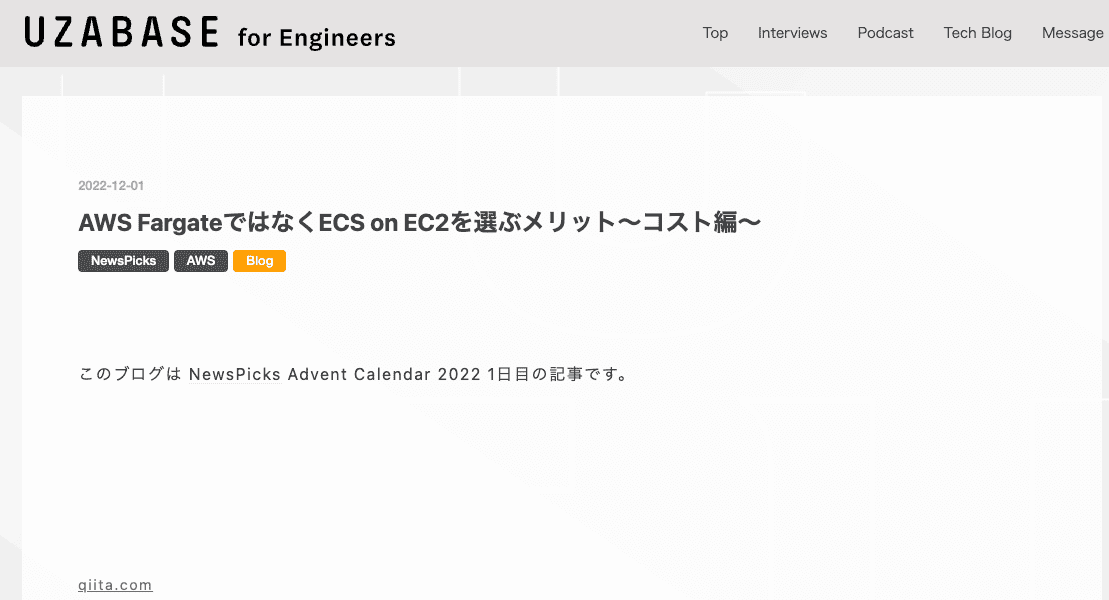 UZABASE for Engineers
Top Interviews Podcast Tech Blog Message
2022-12-01
AWS FargateではなくECS on EC2を選ぶメリット〜コスト編〜
NewsPicks AWS Blog
このブログは NewsPicks Advent Calendar 2022 1日目の記事です。
qiita.com